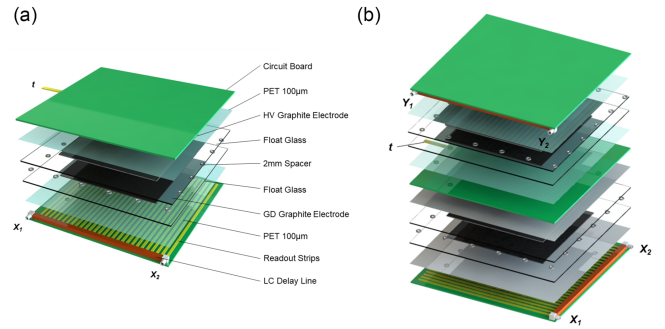 (a)
t
Circuit Board
PET 100µm
HV Graphite Electrode
Float Glass
2mm Spacer
Float Glass
GD Graphite Electrode
PET 100µm
Readout Strips
LC Delay Line
X1
X2
(b)
Y1
Y2
t
X2
X1